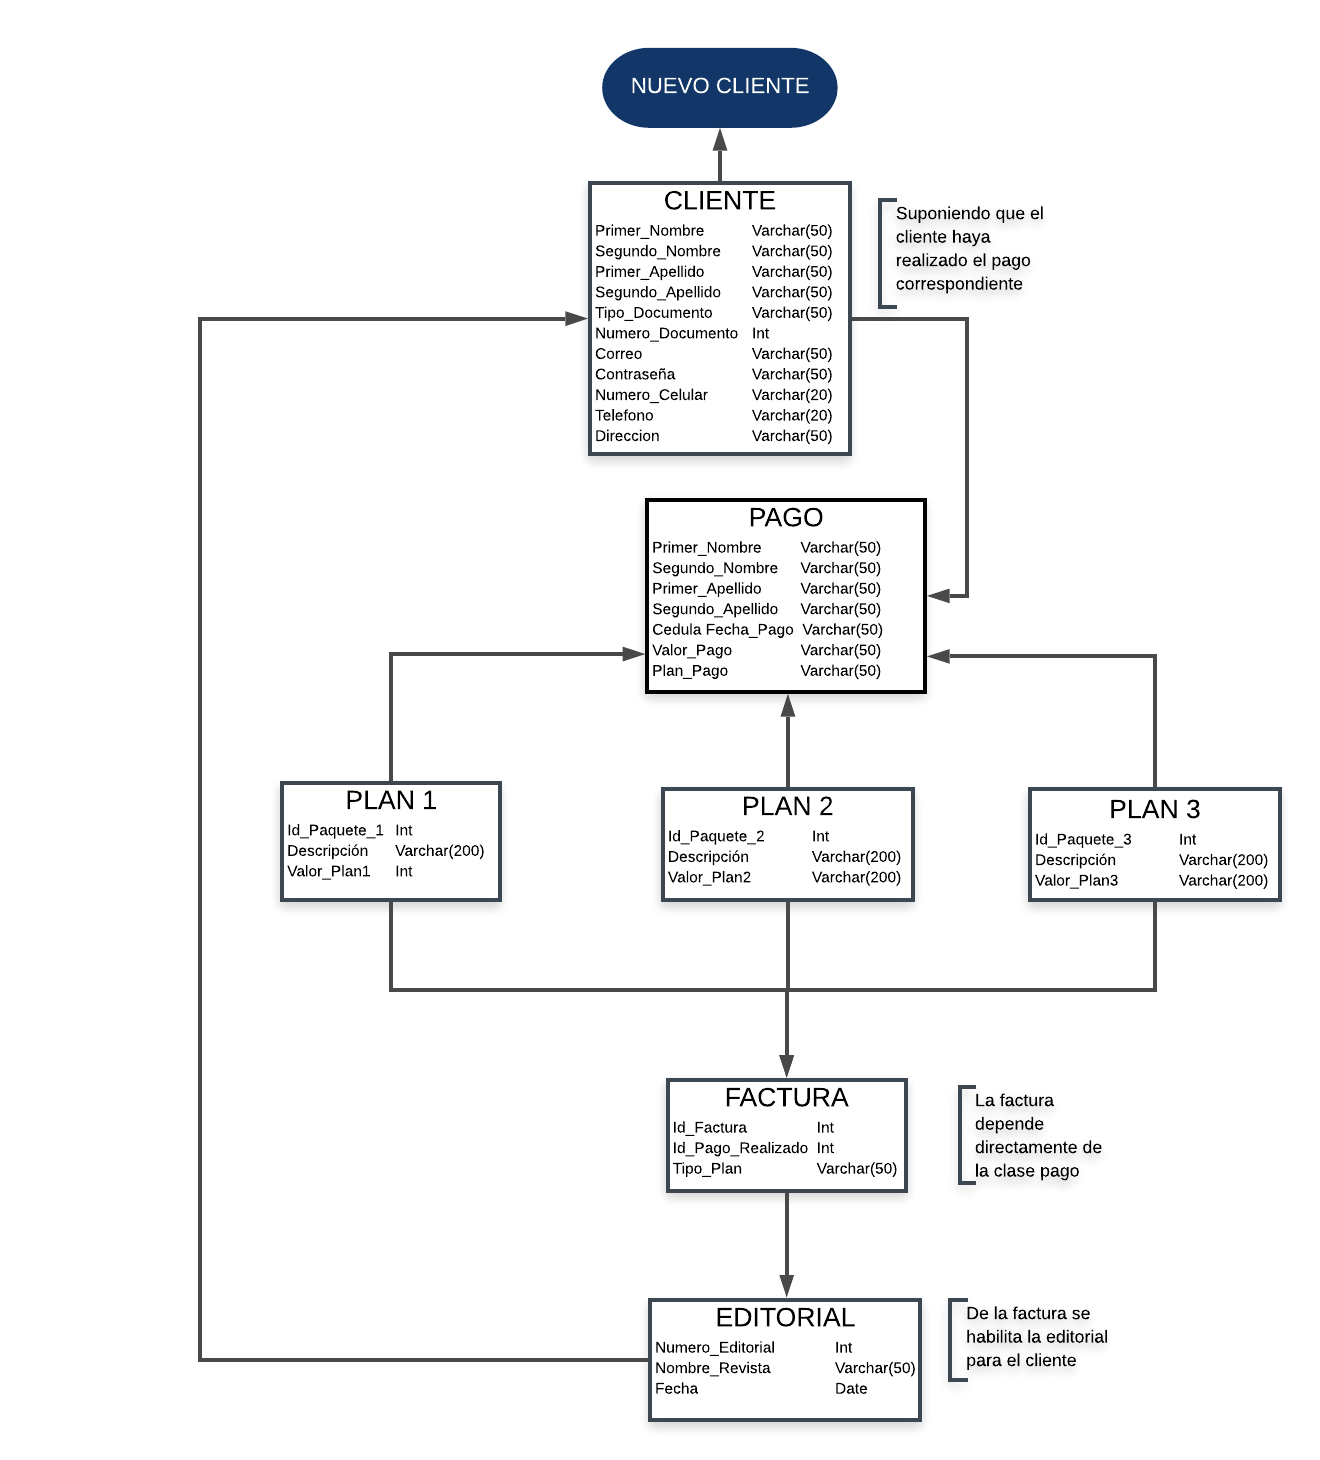 NUEVO CLIENTE
CLIENTE
Primer_Nombre Varchar(50)
Segundo_Nombre Varchar(50)
Primer_Apellido Varchar(50)
Segundo_Apellido Varchar(50)
Tipo_Documento Varchar(50)
Numero_Documento Int
Correo Varchar(50)
Contraseña Varchar(50)
Numero_Celular Varchar(20)
Telefono Varchar(20)
Direccion Varchar(50)
Suponiendo que el
cliente haya
realizado el pago
correspondiente
PAGO
Primer_Nombre Varchar(50)
Segundo_Nombre Varchar(50)
Primer_Apellido Varchar(50)
Segundo_Apellido Varchar(50)
Cedula Fecha_Pago Varchar(50)
Valor_Pago Varchar(50)
Plan_Pago Varchar(50)
PLAN 1
Id_Paquete_1 Int
Descripción Varchar(200)
Valor_Plan1 Int
PLAN 2
Id_Paquete_2 Int
Descripción Varchar(200)
Valor_Plan2 Varchar(200)
PLAN 3
Id_Paquete_3 Int
Descripción Varchar(200)
Valor_Plan3 Varchar(200)
FACTURA
Id_Factura Int
Id_Pago_Realizado Int
Tipo_Plan Varchar(50)
La factura
depende
directamente de
la clase pago
EDITORIAL
Numero_Editorial Int
Nombre_Revista Varchar(50)
Fecha Date
De la factura se
habilita la editorial
para el cliente